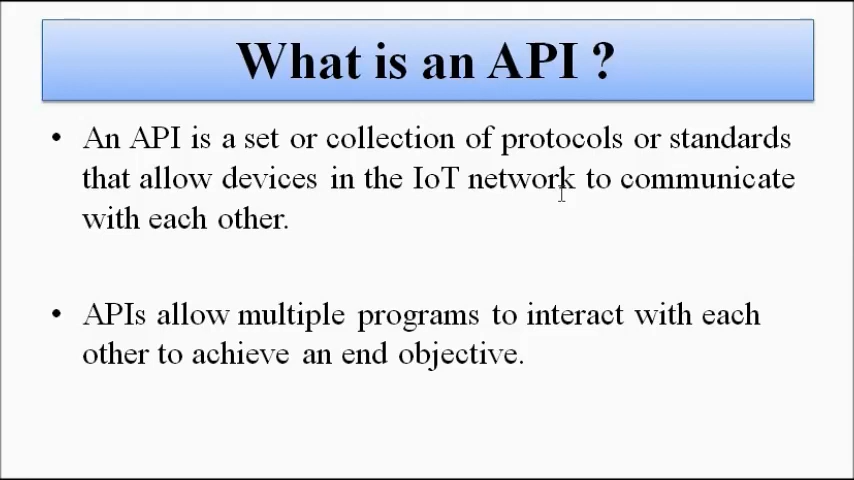 What is an API ?
• An API is a set or collection of protocols or standards
that allow devices in the IoT network to communicate
with each other.
• APIs allow multiple programs to interact with each
other to achieve an end objective.